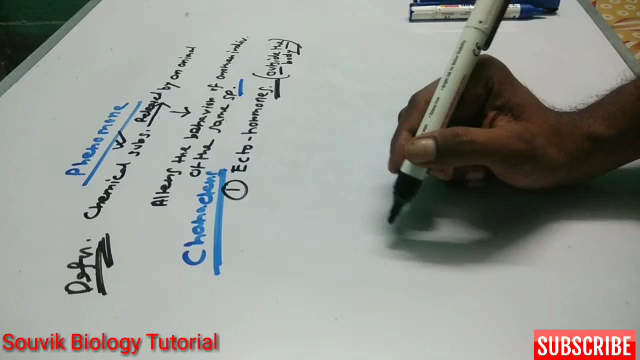 Pheromone
Defn. Chemical subs. Released by an animal
Alters the behavior of another indiv.
of the same sp.
Characters
① Ecto-hormones (outside the
body)
Souvik Biology Tutorial
SUBSCRIBE